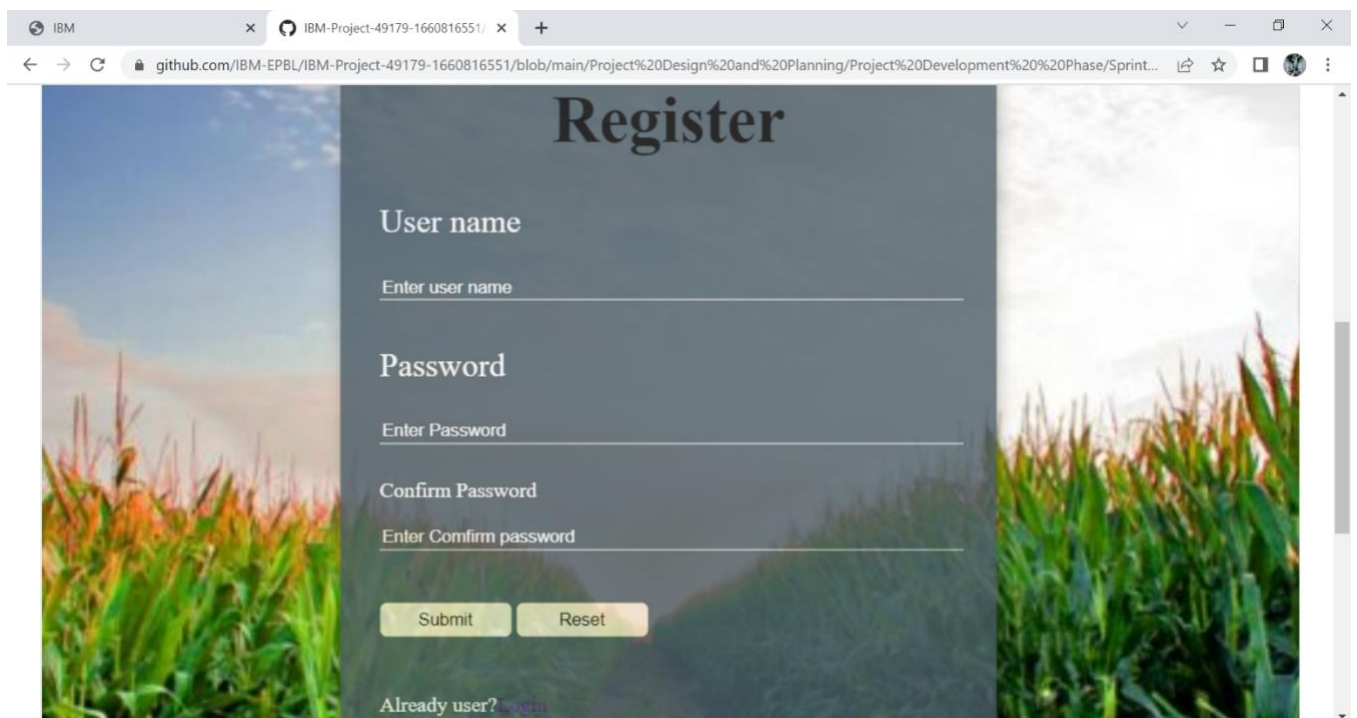 IBM
IBM-Project-49179-1660816551/
github.com/IBM-EPBL/IBM-Project-49179-1660816551/blob/main/Project%20Design%20and%20Planning/Project%20Development%20%20Phase/Sprint...
Register
User name
Enter user name
Password
Enter Password
Confirm Password
Enter Comfirm password
Submit Reset
Already user?Login